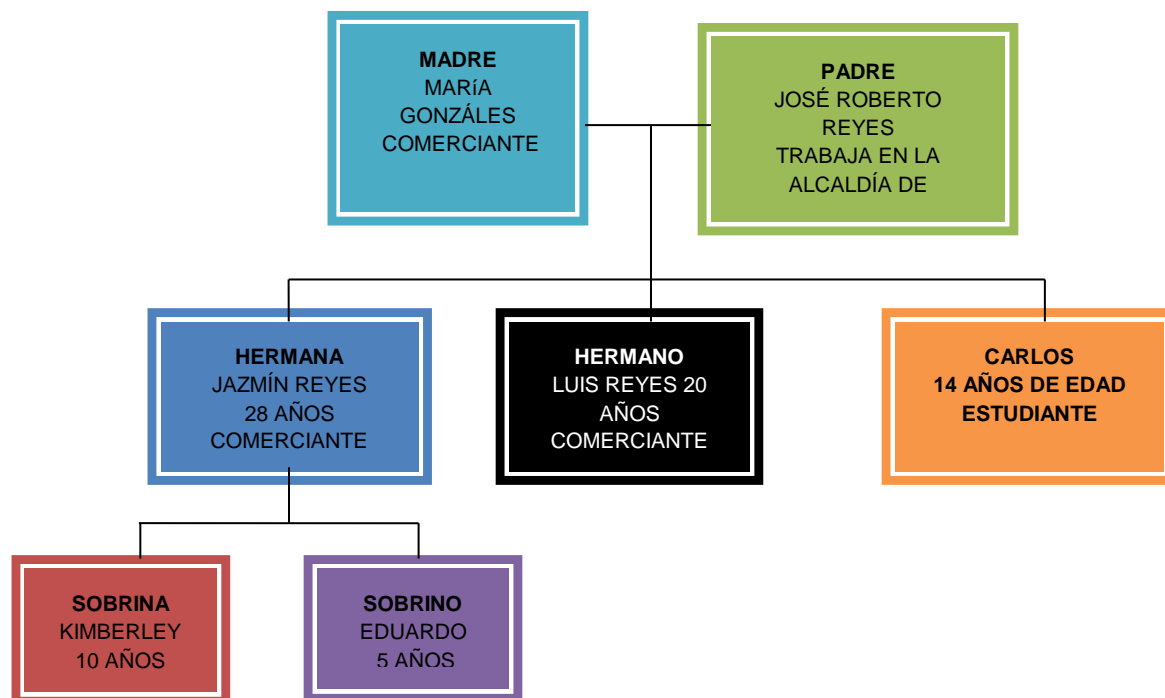 MADRE
MARíA
GONZÁLES
COMERCIANTE
PADRE
JOSÉ ROBERTO
REYES
TRABAJA EN LA
ALCALDÍA DE
HERMANA
JAZMÍN REYES
28 AÑOS
COMERCIANTE
HERMANO
LUIS REYES 20
AÑOS
COMERCIANTE
CARLOS
14 AÑOS DE EDAD
ESTUDIANTE
SOBRINA
KIMBERLEY
10 AÑOS
SOBRINO
EDUARDO
5 AÑOS